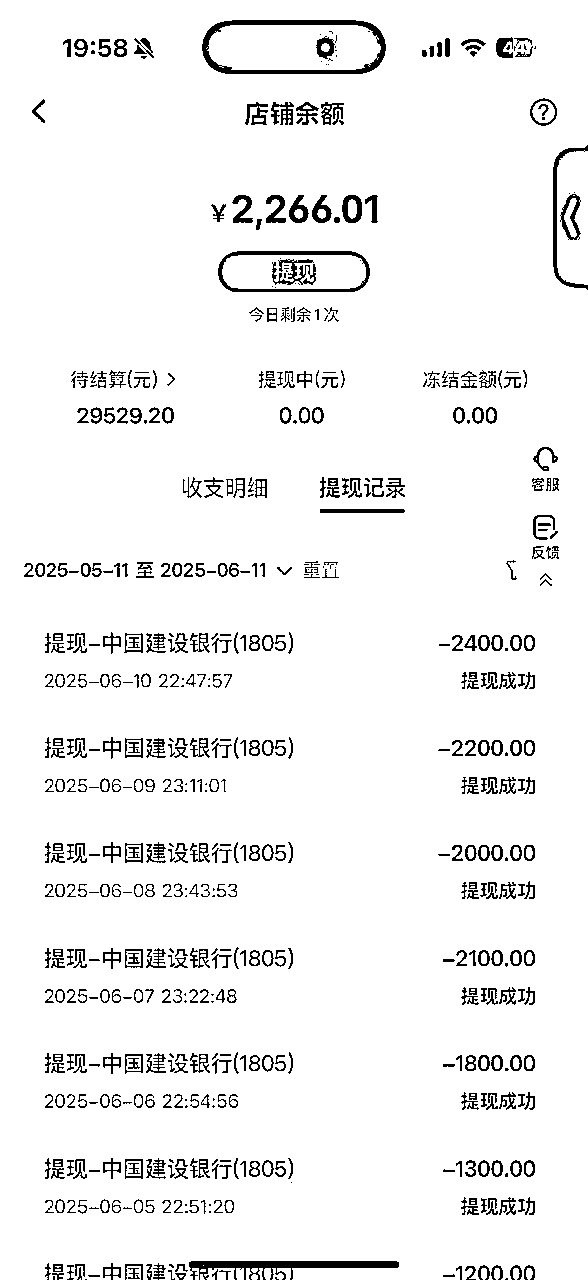 19:58
店铺余额
¥2,266.01
提现
今日剩余1次
待结算(元) 提现中(元) 冻结金额(元)
29529.20 0.00 0.00
客服
收支明细 提现记录
反馈
2025-05-11 至 2025-06-11 重置
提现-中国建设银行(1805) -2400.00
2025-06-10 22:47:57 提现成功
提现-中国建设银行(1805) -2200.00
2025-06-09 23:11:01 提现成功
提现-中国建设银行(1805) -2000.00
2025-06-08 23:43:53 提现成功
提现-中国建设银行(1805) -2100.00
2025-06-07 23:22:48 提现成功
提现-中国建设银行(1805) -1800.00
2025-06-06 22:54:56 提现成功
提现-中国建设银行(1805) -1300.00
2025-06-05 22:51:20 提现成功
提现-中国建设银行(1805) -1200.00